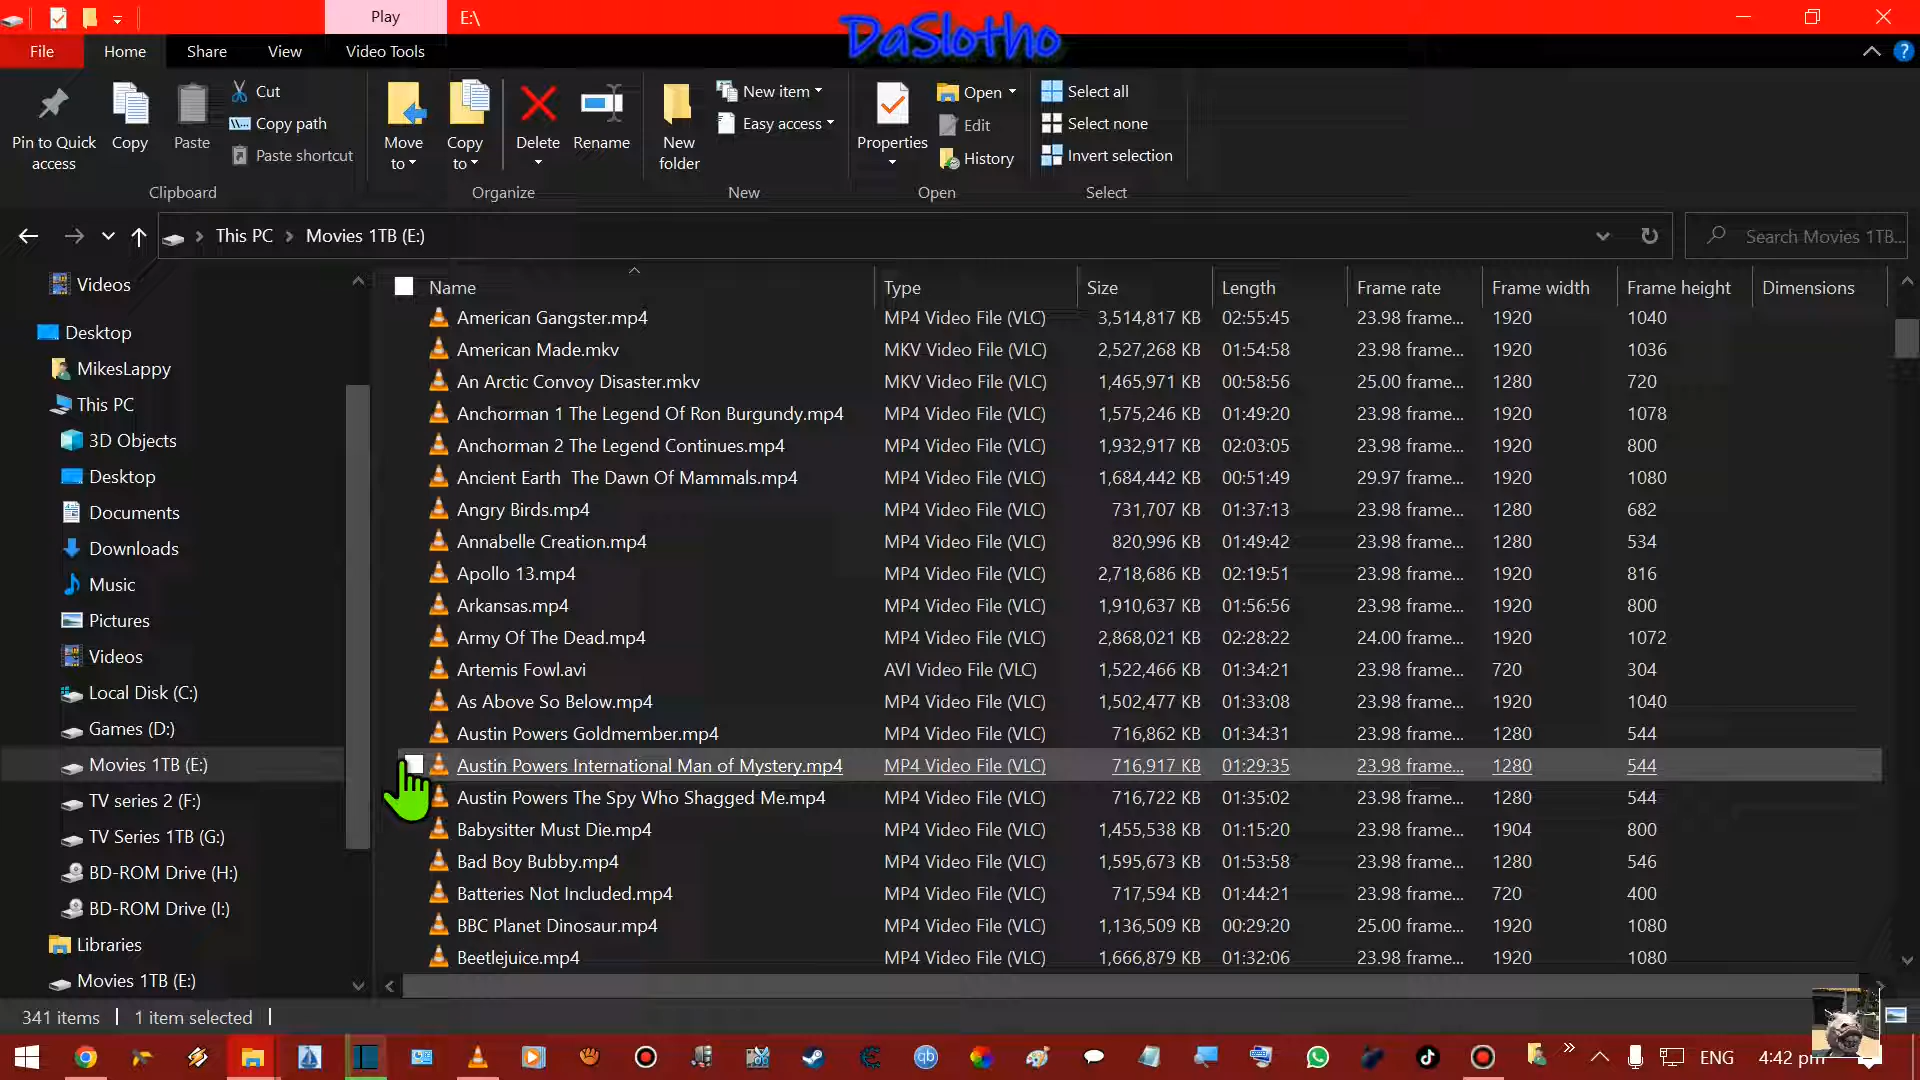 Play E:\
DaSlotho
File Home Share View Video Tools
Pin to Quick access
Copy
Paste
Cut
Copy path
Paste shortcut
Clipboard
Move to
Copy to
Delete
Rename
Organize
New folder
New item
Easy access
New
Properties
Open
Edit
History
Open
Select all
Select none
Invert selection
Select
This PC Movies 1TB (E:)
Search Movies 1TB...
Videos
Desktop
MikesLappy
This PC
3D Objects
Desktop
Documents
Downloads
Music
Pictures
Videos
Local Disk (C:)
Games (D:)
Movies 1TB (E:)
TV series 2 (F:)
TV Series 1TB (G:)
BD-ROM Drive (H:)
BD-ROM Drive (I:)
Libraries
Movies 1TB (E:)
Name Type Size Length Frame rate Frame width Frame height Dimensions
American Gangster.mp4 MP4 Video File (VLC) 3,514,817 KB 02:55:45 23.98 frame... 1920 1040
American Made.mkv MKV Video File (VLC) 2,527,268 KB 01:54:58 23.98 frame... 1920 1036
An Arctic Convoy Disaster.mkv MKV Video File (VLC) 1,465,971 KB 00:58:56 25.00 frame... 1280 720
Anchorman 1 The Legend Of Ron Burgundy.mp4 MP4 Video File (VLC) 1,575,246 KB 01:49:20 23.98 frame... 1920 1078
Anchorman 2 The Legend Continues.mp4 MP4 Video File (VLC) 1,932,917 KB 02:03:05 23.98 frame... 1920 800
Ancient Earth  The Dawn Of Mammals.mp4 MP4 Video File (VLC) 1,684,442 KB 00:51:49 29.97 frame... 1920 1080
Angry Birds.mp4 MP4 Video File (VLC) 731,707 KB 01:37:13 23.98 frame... 1280 682
Annabelle Creation.mp4 MP4 Video File (VLC) 820,996 KB 01:49:42 23.98 frame... 1280 534
Apollo 13.mp4 MP4 Video File (VLC) 2,718,686 KB 02:19:51 23.98 frame... 1920 816
Arkansas.mp4 MP4 Video File (VLC) 1,910,637 KB 01:56:56 23.98 frame... 1920 800
Army Of The Dead.mp4 MP4 Video File (VLC) 2,868,021 KB 02:28:22 24.00 frame... 1920 1072
Artemis Fowl.avi AVI Video File (VLC) 1,522,466 KB 01:34:21 23.98 frame... 720 304
As Above So Below.mp4 MP4 Video File (VLC) 1,502,477 KB 01:33:08 23.98 frame... 1920 1040
Austin Powers Goldmember.mp4 MP4 Video File (VLC) 716,862 KB 01:34:31 23.98 frame... 1280 544
Austin Powers International Man of Mystery.mp4 MP4 Video File (VLC) 716,917 KB 01:29:35 23.98 frame... 1280 544
Austin Powers The Spy Who Shagged Me.mp4 MP4 Video File (VLC) 716,722 KB 01:35:02 23.98 frame... 1280 544
Babysitter Must Die.mp4 MP4 Video File (VLC) 1,455,538 KB 01:15:20 23.98 frame... 1904 800
Bad Boy Bubby.mp4 MP4 Video File (VLC) 1,595,673 KB 01:53:58 23.98 frame... 1280 546
Batteries Not Included.mp4 MP4 Video File (VLC) 717,594 KB 01:44:21 23.98 frame... 720 400
BBC Planet Dinosaur.mp4 MP4 Video File (VLC) 1,136,509 KB 00:29:20 25.00 frame... 1920 1080
Beetlejuice.mp4 MP4 Video File (VLC) 1,666,879 KB 01:32:06 23.98 frame... 1920 1080
341 items 1 item selected
qb ENG 4:42 pm